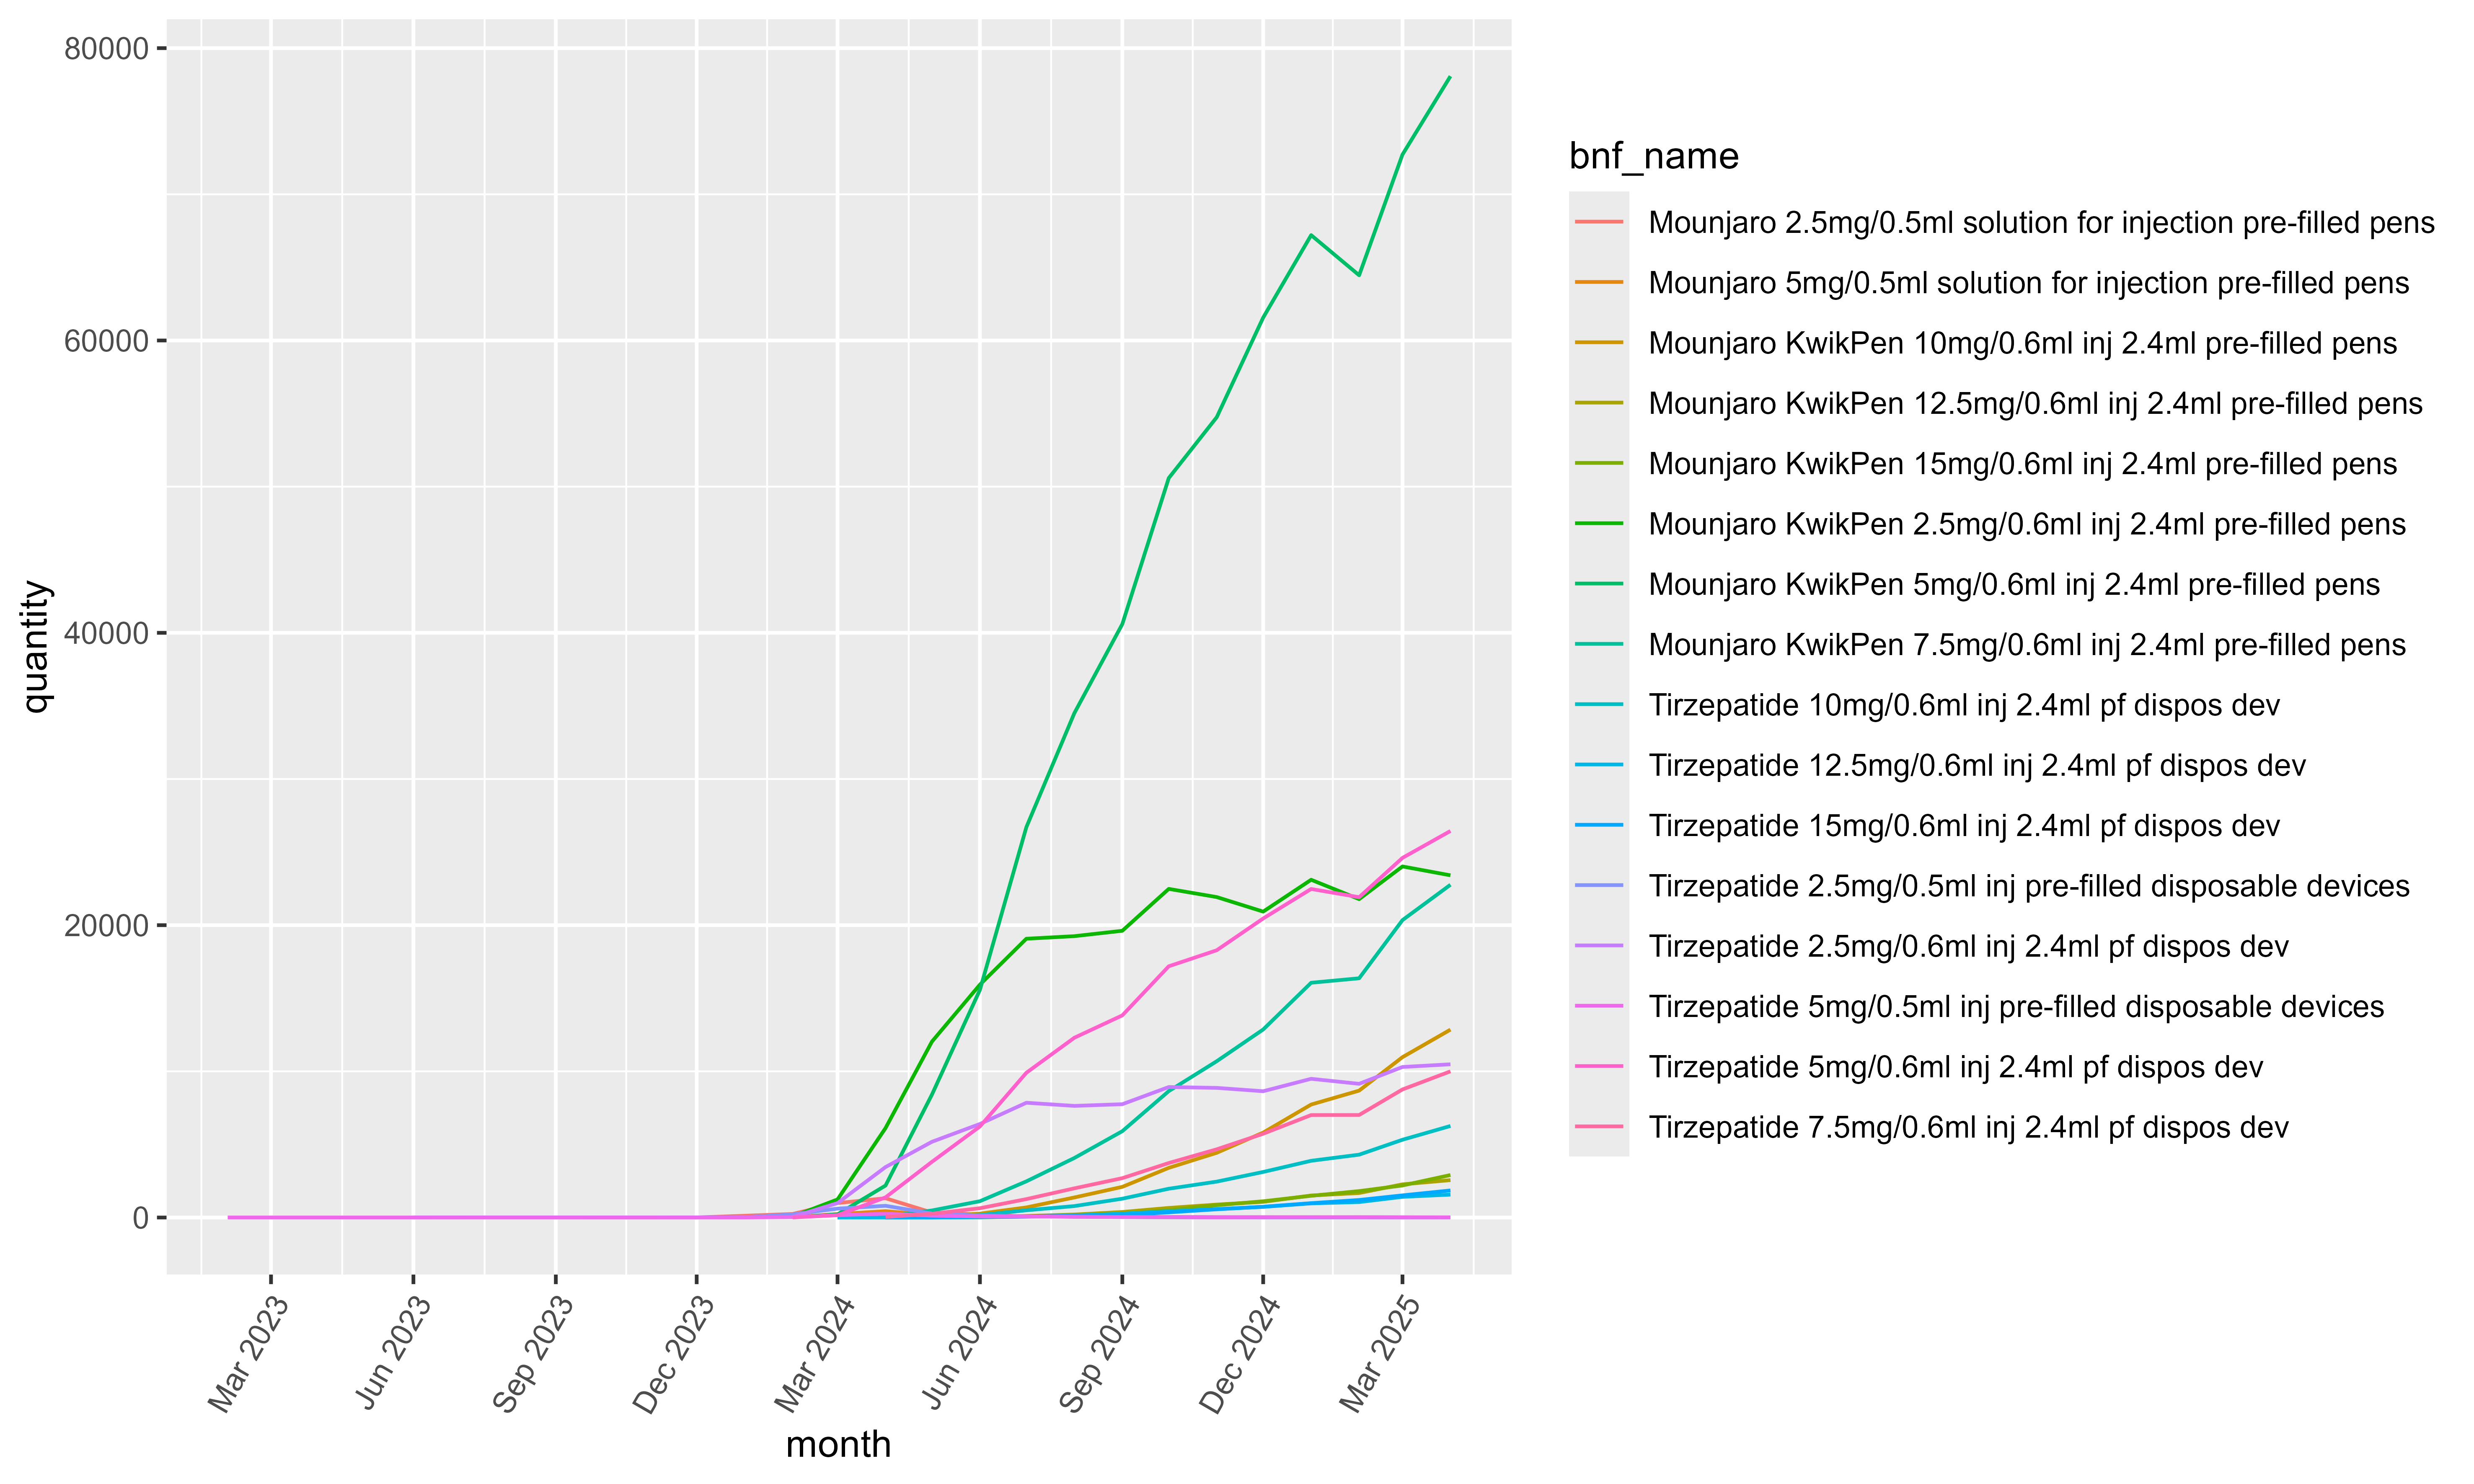 80000
60000
40000
20000
0
quantity
Mar 2023
Jun 2023
Sep 2023
Dec 2023
Mar 2024
Jun 2024
Sep 2024
Dec 2024
Mar 2025
month
bnf_name
Mounjaro 2.5mg/0.5ml solution for injection pre-filled pens
Mounjaro 5mg/0.5ml solution for injection pre-filled pens
Mounjaro KwikPen 10mg/0.6ml inj 2.4ml pre-filled pens
Mounjaro KwikPen 12.5mg/0.6ml inj 2.4ml pre-filled pens
Mounjaro KwikPen 15mg/0.6ml inj 2.4ml pre-filled pens
Mounjaro KwikPen 2.5mg/0.6ml inj 2.4ml pre-filled pens
Mounjaro KwikPen 5mg/0.6ml inj 2.4ml pre-filled pens
Mounjaro KwikPen 7.5mg/0.6ml inj 2.4ml pre-filled pens
Tirzepatide 10mg/0.6ml inj 2.4ml pf dispos dev
Tirzepatide 12.5mg/0.6ml inj 2.4ml pf dispos dev
Tirzepatide 15mg/0.6ml inj 2.4ml pf dispos dev
Tirzepatide 2.5mg/0.5ml inj pre-filled disposable devices
Tirzepatide 2.5mg/0.6ml inj 2.4ml pf dispos dev
Tirzepatide 5mg/0.5ml inj pre-filled disposable devices
Tirzepatide 5mg/0.6ml inj 2.4ml pf dispos dev
Tirzepatide 7.5mg/0.6ml inj 2.4ml pf dispos dev